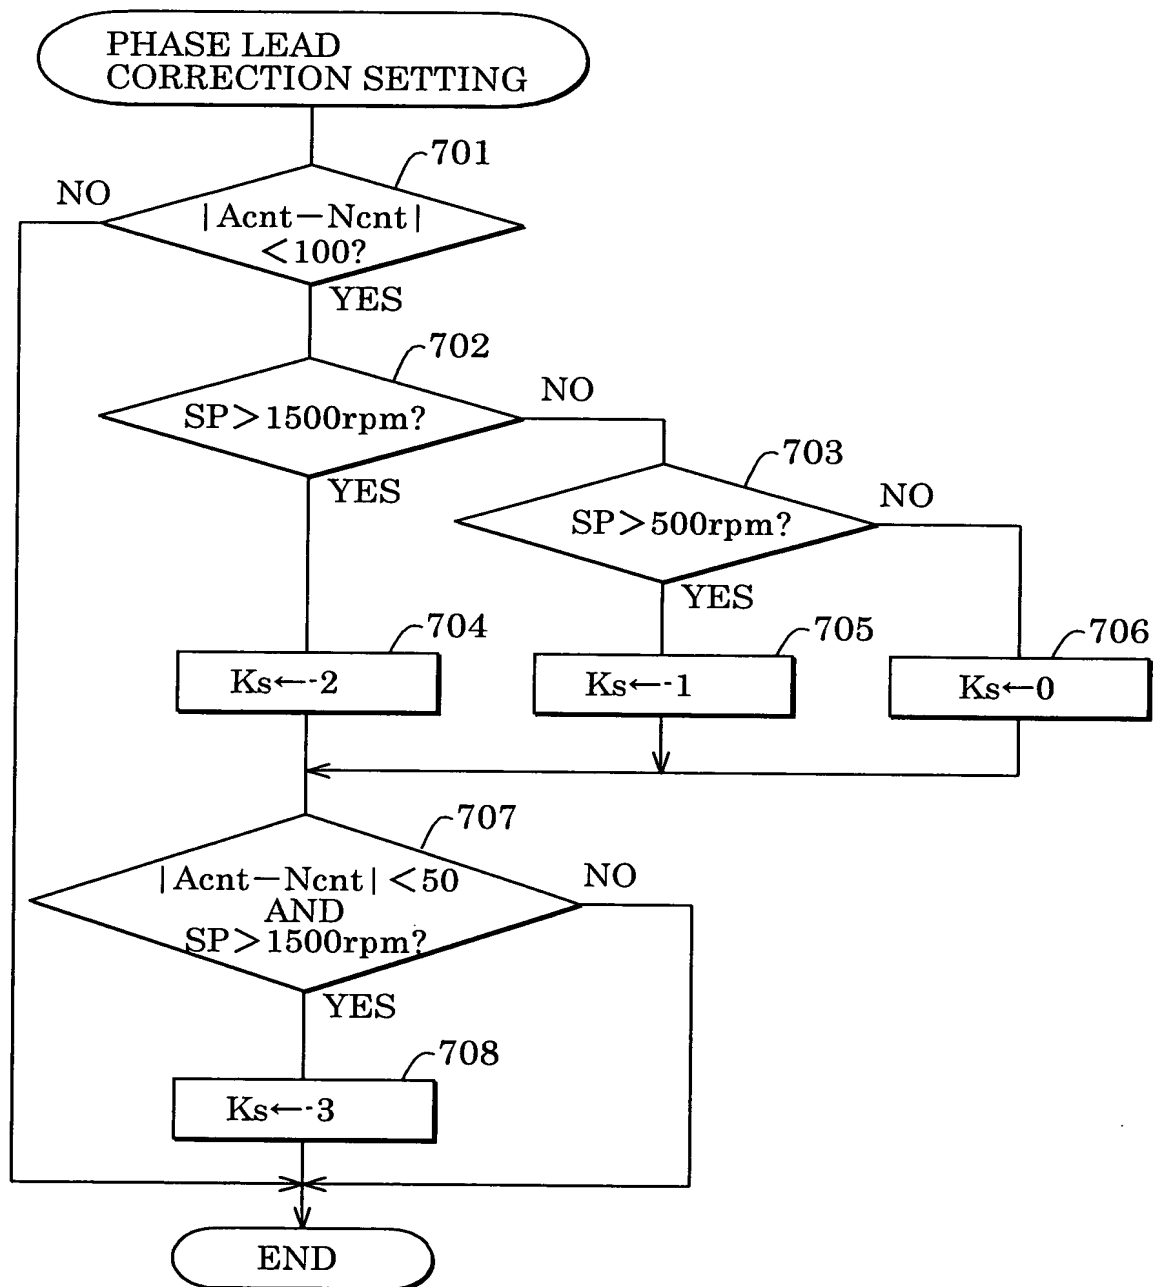 PHASE LEAD
CORRECTION SETTING
701
NO
|Acnt−Ncnt|
<100?
YES
702
NO
SP>1500rpm?
YES
703
NO
SP>500rpm?
YES
704
Ks←-2
705
Ks←-1
706
Ks←0
707
|Acnt−Ncnt|<50
AND
SP>1500rpm?
NO
YES
708
Ks←-3
END